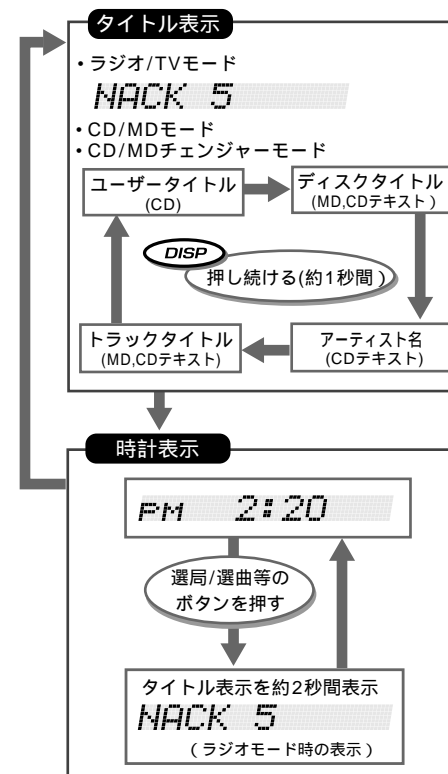 タイトル表示
・ラジオ/TVモード
NACK 5
・CD/MDモード
・CD/MDチェンジャーモード
ユーザータイトル
(CD)
ディスクタイトル
(MD,CDテキスト)
DISP
押し続ける(約1秒間)
トラックタイトル
(MD,CDテキスト)
アーティスト名
(CDテキスト)
時計表示
PM 2:20
選局/選曲等の
ボタンを押す
タイトル表示を約2秒間表示
NACK 5
(ラジオモード時の表示)